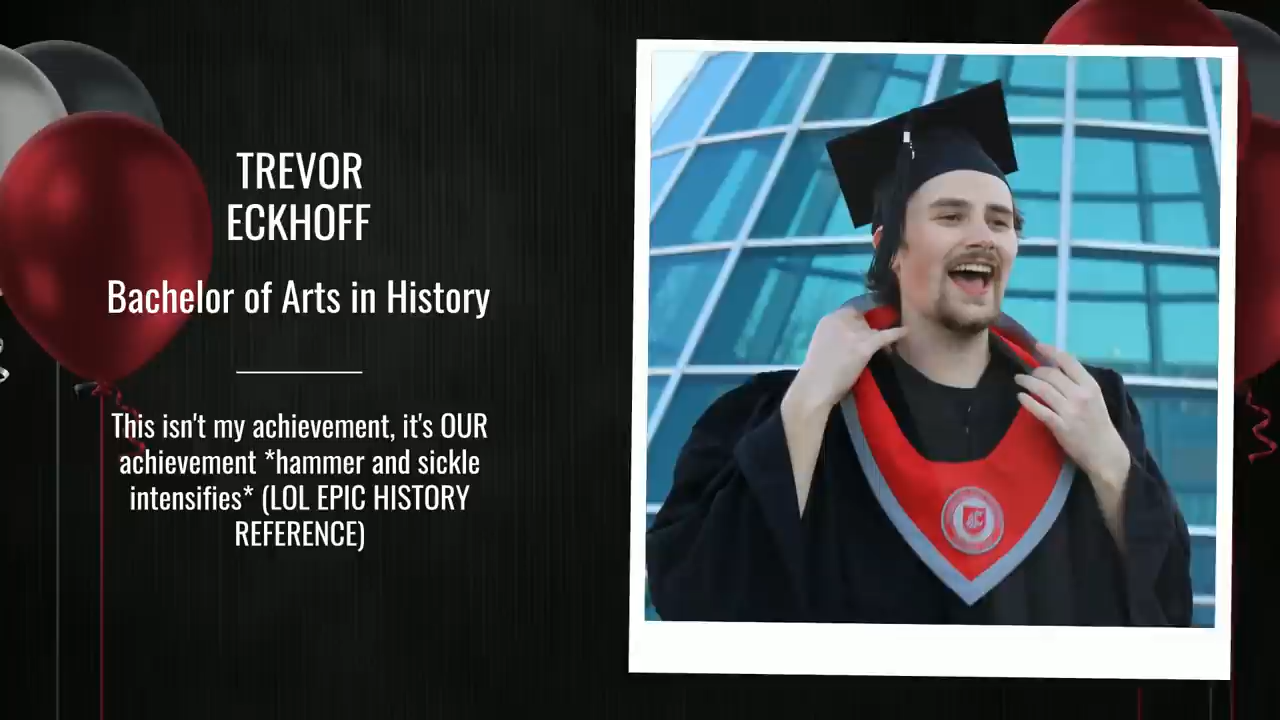 TREVOR
ECKHOFF
Bachelor of Arts in History
This isn't my achievement, it's OUR
achievement *hammer and sickle
intensifies* (LOL EPIC HISTORY
REFERENCE)